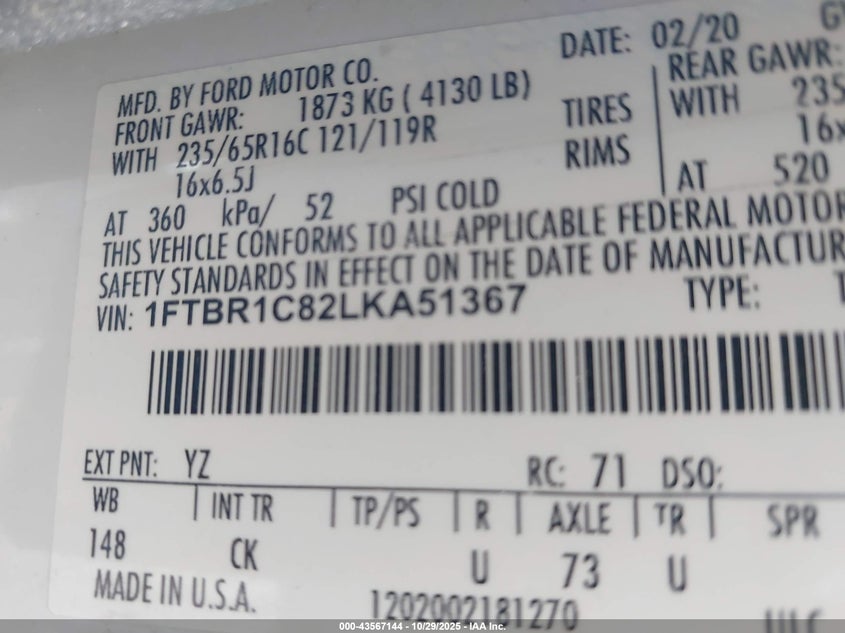 DATE: 02/20
MFD. BY FORD MOTOR CO.
REAR GAWR:
FRONT GAWR: 1873 KG ( 4130 LB)
WITH 235/65R16C 121/119R TIRES WITH 235
16x6.5J RIMS 16x
AT 360 kPa/ 52 PSI COLD AT 520
THIS VEHICLE CONFORMS TO ALL APPLICABLE FEDERAL MOTOR
SAFETY STANDARDS IN EFFECT ON THE DATE OF MANUFACTUR
VIN: 1FTBR1C82LKA51367 TYPE:
EXT PNT: YZ RC: 71 DSO:
WB INT TR TP/PS R AXLE TR SPR
148 CK U 73 U
MADE IN U.S.A.
1202002181270
000-43567144 - 10/29/2025 - IAA Inc.